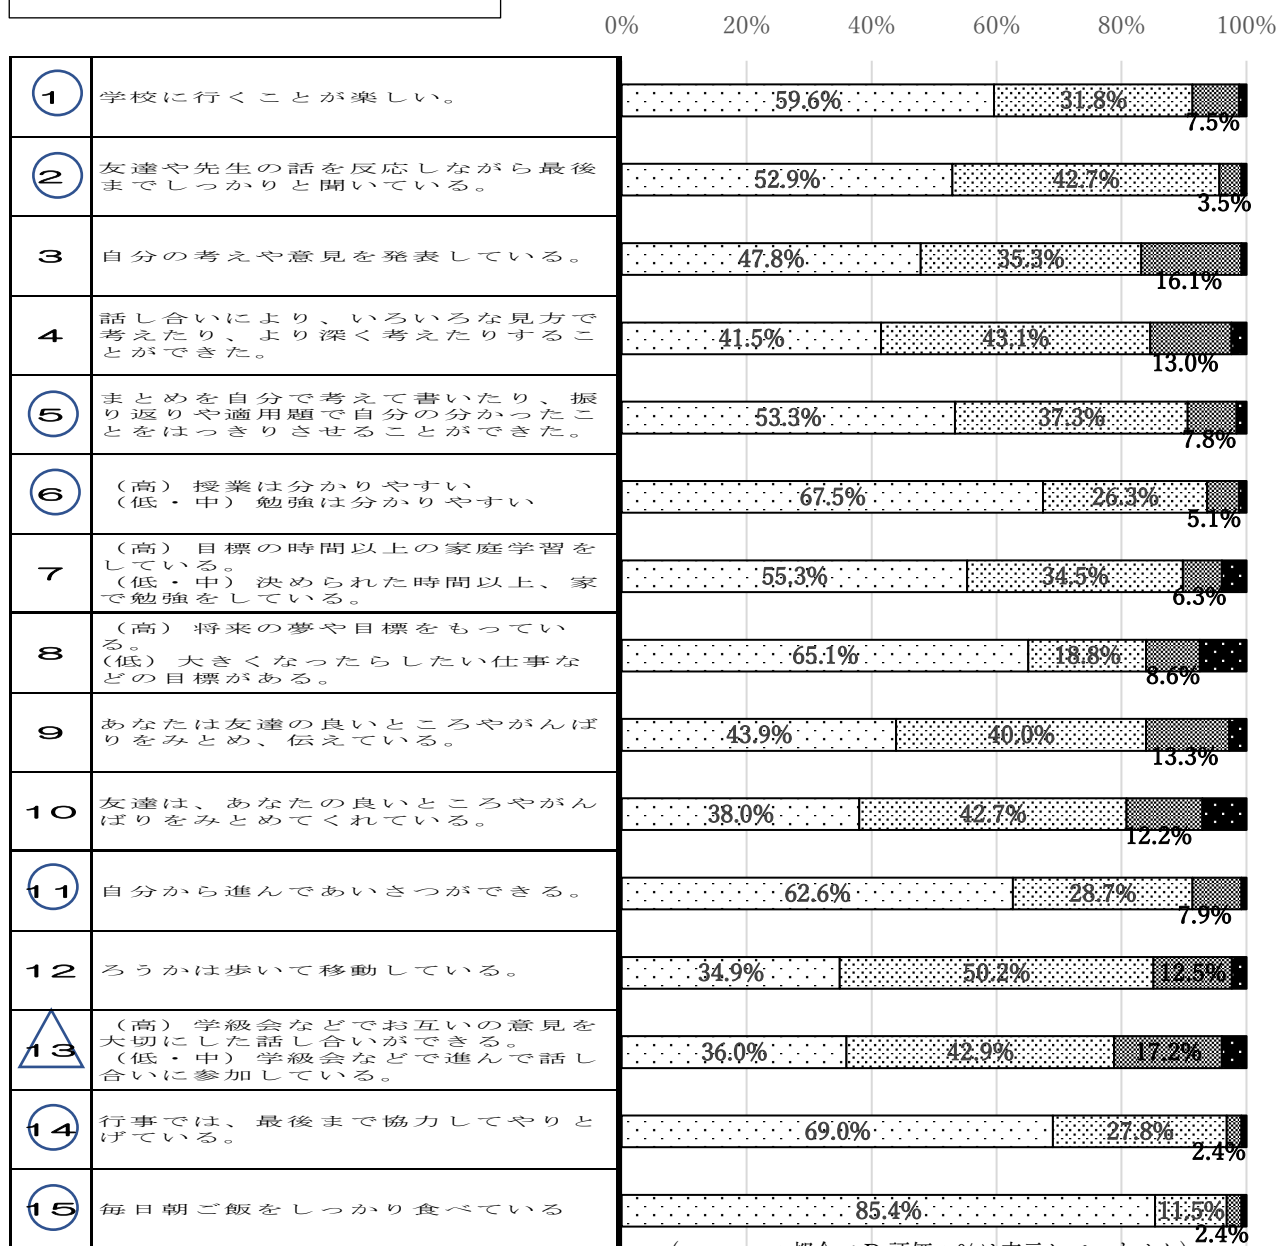 0% 20% 40% 60% 80% 100%
1 学校に行くことが楽しい。 59.6% 31.8% 7.5%
2 友達や先生の話を反応しながら最後
までしっかりと聞いている。 52.9% 42.7% 3.5%
3 自分の考えや意見を発表している。 47.8% 35.3% 16.1%
話し合いにより、いろいろな見方で
4 考えたり、より深く考えたりするこ 41.5% 43.1% 13.0%
とができた。
まとめを自分で考えて書いたり、振
5 り返りや適用題で自分の分かったこ 53.3% 37.3% 7.8%
とをはっきりさせることができた。
6 （高） 授業は分かりやすい 67.5% 26.3% 5.1%
(低・中） 勉強は分かりやすい
（高） 目標の時間以上の家庭学習を
7 している。 55.3% 34.5% 6.3%
（低・中） 決められた時間以上、家
で勉強をしている。
（高） 将来の夢や目標をもってい
8 る。 65.1% 18.8% 8.6%
(低） 大きくなったらしたい仕事な
どの目標がある。
9 あなたは友達の良いところやがんば 43.9% 40.0% 13.3%
りをみとめ、伝えている。
10 友達は、あなたの良いところやがん 38.0% 42.7% 12.2%
ばりをみとめてくれている。
11 自分から進んであいさつができる。 62.6% 28.7% 7.9%
12 ろうかは歩いて移動している。 34.9% 50.2% 12.5%
（高） 学級会などでお互いの意見を
13 大切にした話し合いができる。 36.0% 42.9% 17.2%
（低・中） 学級会などで進んで話し
合いに参加している。
14 行事では、最後まで協力してやりと 69.0% 27.8% 2.4%
げている。
15 毎日朝ご飯をしっかり食べている 85.4% 11.5% 2.4%